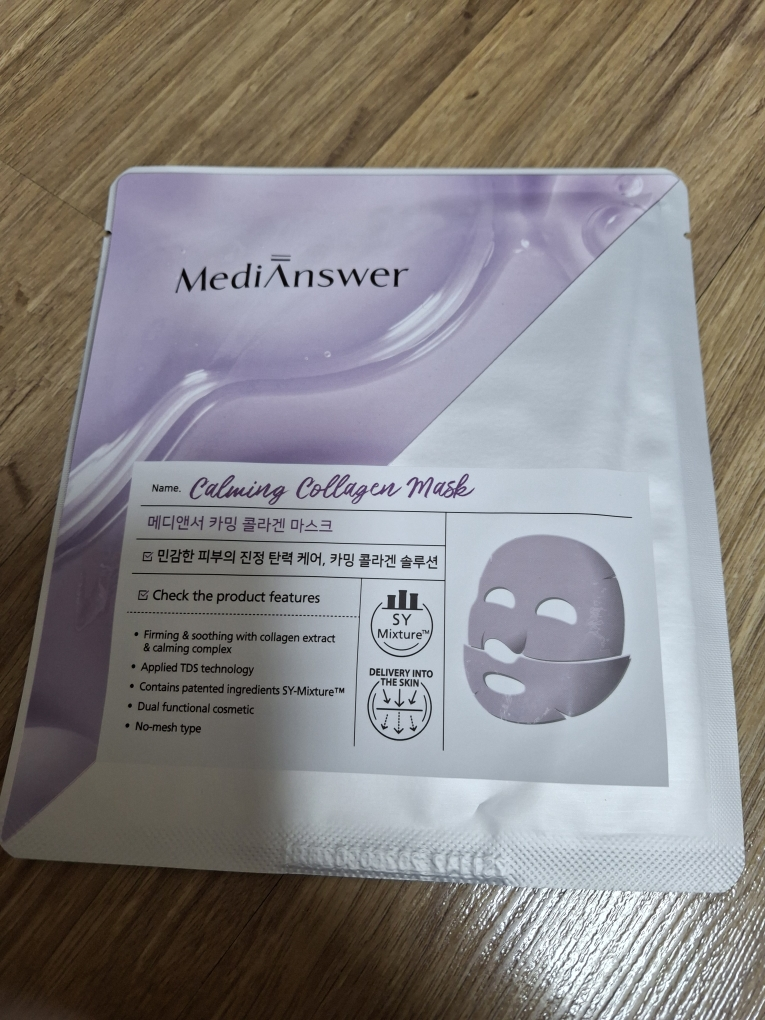 MediAnswer
Name. Calming Collagen Mask
메디앤서 카밍 콜라겐 마스크
민감한 피부의 진정 탄력 케어, 카밍 콜라겐 솔루션
Check the product features
• Firming & soothing with collagen extract
& calming complex
• Applied TDS technology
• Contains patented ingredients SY-Mixture™
• Dual functional cosmetic
• No-mesh type
SY
Mixture™
DELIVERY INTO
THE SKIN